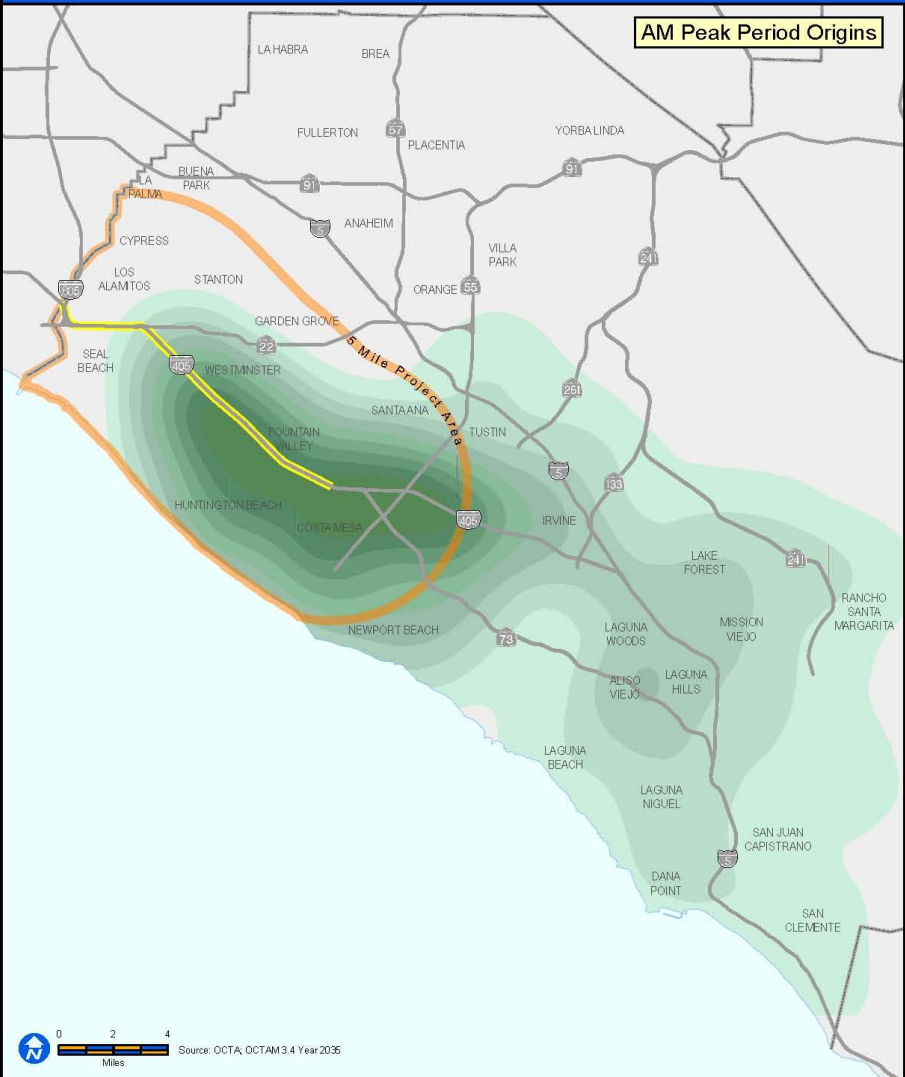 AM Peak Period Origins
LA HABRA
BREA
57
FULLERTON
PLACENTIA
YORBA LINDA
91
LA
PALMA
BUENA
PARK
91
5
ANAHEIM
CYPRESS
VILLA
PARK
241
LOS
ALAMITOS
STANTON
605
ORANGE
55
GARDEN GROVE
22
5 Mile Project Area
SEAL
BEACH
405
WESTMINSTER
261
SANTA ANA
TUSTIN
FOUNTAIN
VALLEY
5
133
HUNTINGTON BEACH
COSTA MESA
405
IRVINE
LAKE
FOREST
241
RANCHO
SANTA
MARGARITA
NEWPORT BEACH
73
LAGUNA
WOODS
MISSION
VIEJO
ALISO
VIEJO
LAGUNA
HILLS
LAGUNA
BEACH
LAGUNA
NIGUEL
SAN JUAN
CAPISTRANO
5
DANA
POINT
SAN
CLEMENTE
N
0 2 4
Miles
Source: OCTA; OCTAM 3.4 Year 2035